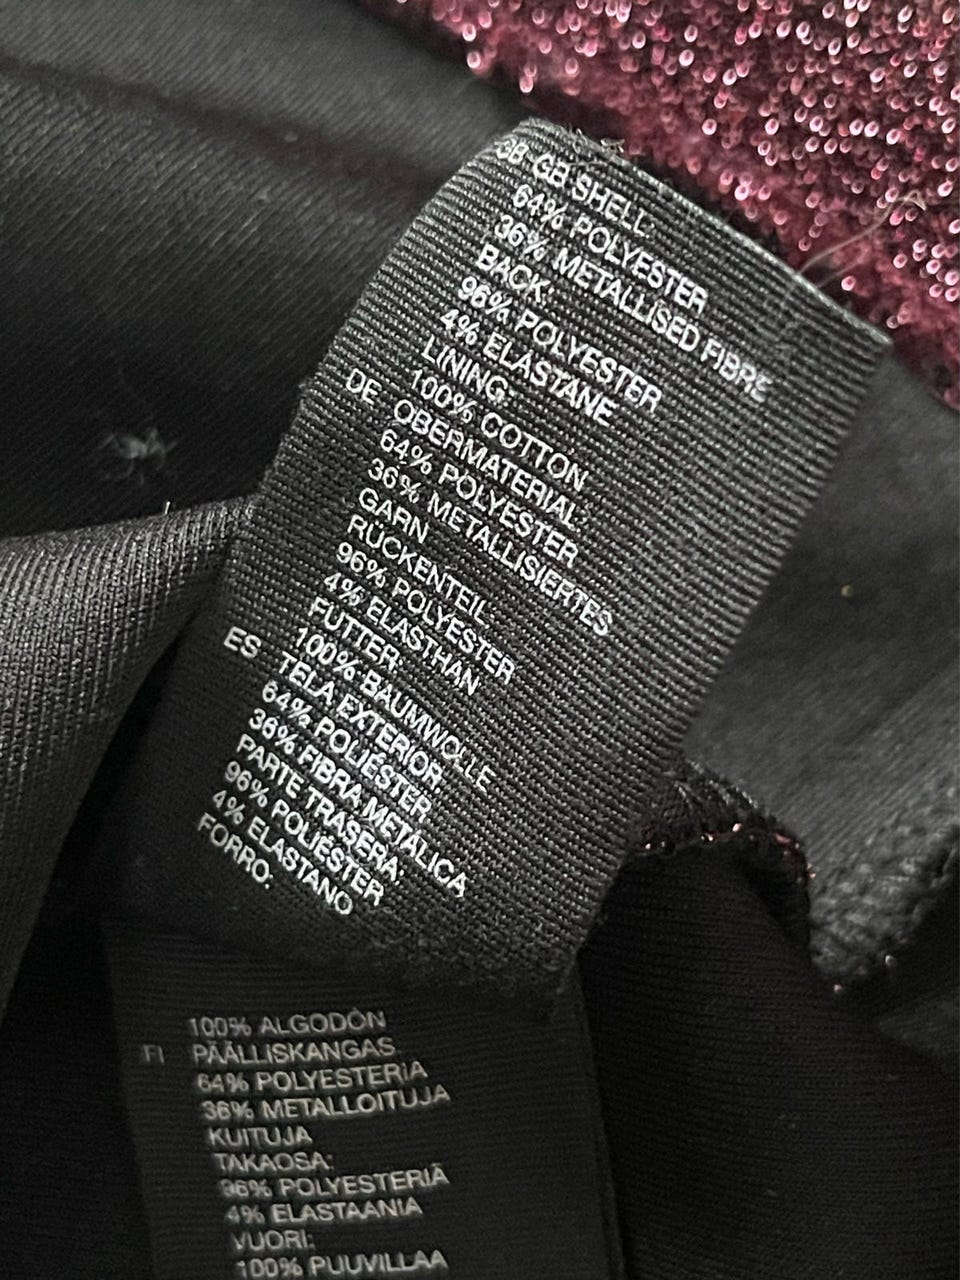 GB-GB SHELL:
64% POLYESTER
36% METALLISED FIBRE
BACK:
96% POLYESTER
4% ELASTANE
LINING:
100% COTTON
DE OBERMATERIAL:
64% POLYESTER
36% METALLISIERTES
GARN
RÜCKENTEIL:
96% POLYESTER
4% ELASTHAN
FUTTER:
100% BAUMWOLLE
ES TELA EXTERIOR:
64% POLIÉSTER
36% FIBRA METÁLICA
PARTE TRASERA:
96% POLIÉSTER
4% ELASTANO
FORRO:
100% ALGODÓN
FI PÄÄLLISKANGAS
64% POLYESTERIA
36% METALLOITUJA
KUITUJA
TAKAOSA:
96% POLYESTERIÄ
4% ELASTAANIA
VUORI:
100% PUUVILLAA